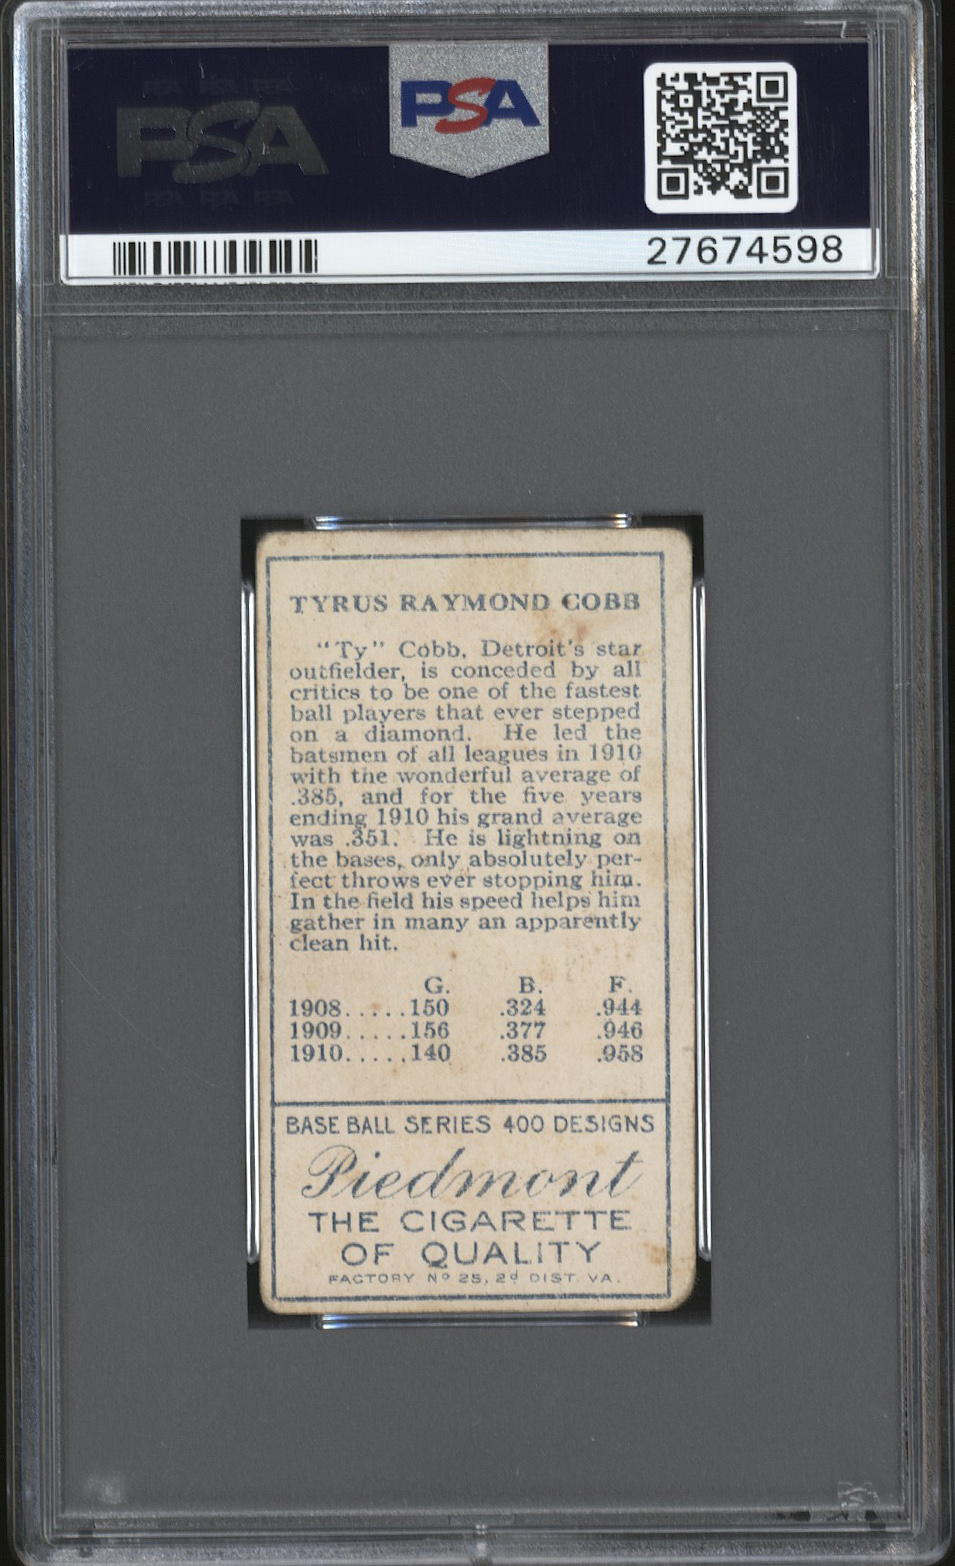 PSA
PSA
27674598
TYRUS RAYMOND COBB
"Ty" Cobb, Detroit's star
outfielder, is conceded by all
critics to be one of the fastest
ball players that ever stepped
on a diamond. He led the
batsmen of all leagues in 1910
with the wonderful average of
.385, and for the five years
ending 1910 his grand average
was .351. He is lightning on
the bases, only absolutely per-
fect throws ever stopping him.
In the field his speed helps him
gather in many an apparently
clean hit.
G. B. F.
1908.....150 .324 .944
1909.....156 .377 .946
1910.....140 .385 .958
BASE BALL SERIES 400 DESIGNS
Piedmont
THE CIGARETTE
OF QUALITY
FACTORY Nº 25, 2d DIST. VA.